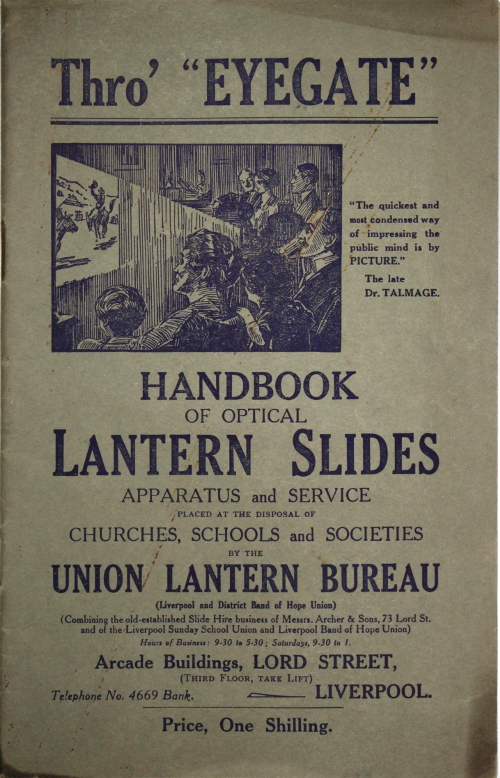 Thro' "EYEGATE"
"The quickest and
most condensed way
of impressing the
public mind is by
PICTURE."
The late
Dr. TALMAGE.
HANDBOOK
OF OPTICAL
LANTERN SLIDES
APPARATUS and SERVICE
PLACED AT THE DISPOSAL OF
CHURCHES, SCHOOLS and SOCIETIES
BY THE
UNION LANTERN BUREAU
(Liverpool and District Band of Hope Union)
(Combining the old-established Slide Hire business of Messrs. Archer & Sons, 73 Lord St.
and of the Liverpool Sunday School Union and Liverpool Band of Hope Union)
Hours of Business: 9-30 to 5-30; Saturdays, 9-30 to 1.
Arcade Buildings, LORD STREET,
(THIRD FLOOR, TAKE LIFT)
Telephone No. 4669 Bank. LIVERPOOL.
Price, One Shilling.